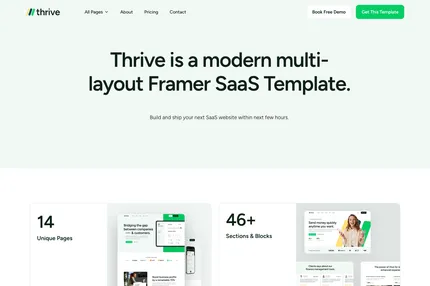 thrive
All Pages
About
Pricing
Contact
Book Free Demo
Get This Template
Thrive is a modern multi-
layout Framer SaaS Template.
Build and ship your next SaaS website within next few hours.
14
Unique Pages
Bridging the gap
between companies
& customers.
46+
Sections & Blocks
Send money quickly
anytime you want.